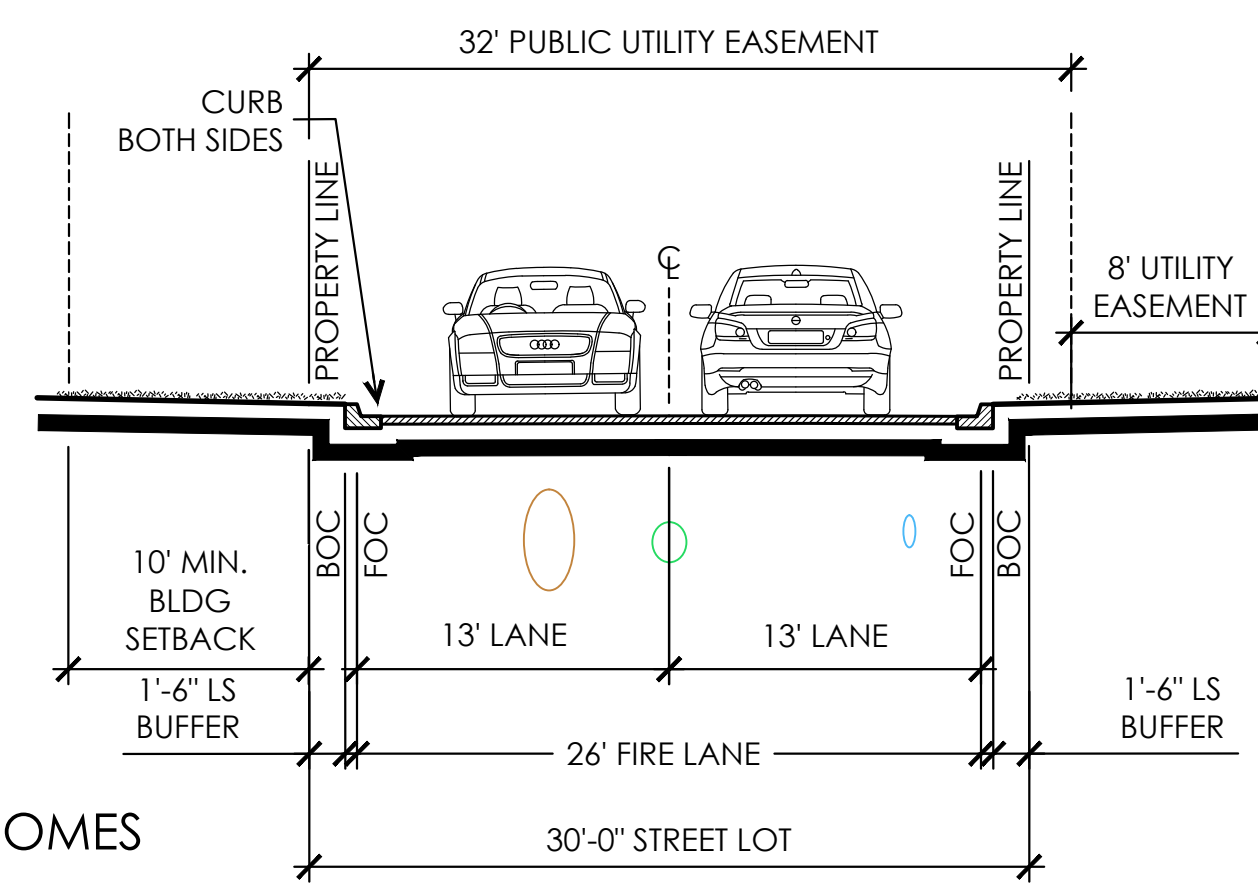 32' PUBLIC UTILITY EASEMENT
CURB
BOTH SIDES
PROPERTY LINE
PROPERTY LINE
℄
8' UTILITY
EASEMENT
BOC
FOC
FOC
BOC
10' MIN.
BLDG
SETBACK
13' LANE
13' LANE
1'-6" LS
BUFFER
1'-6" LS
BUFFER
26' FIRE LANE
OMES
30'-0" STREET LOT